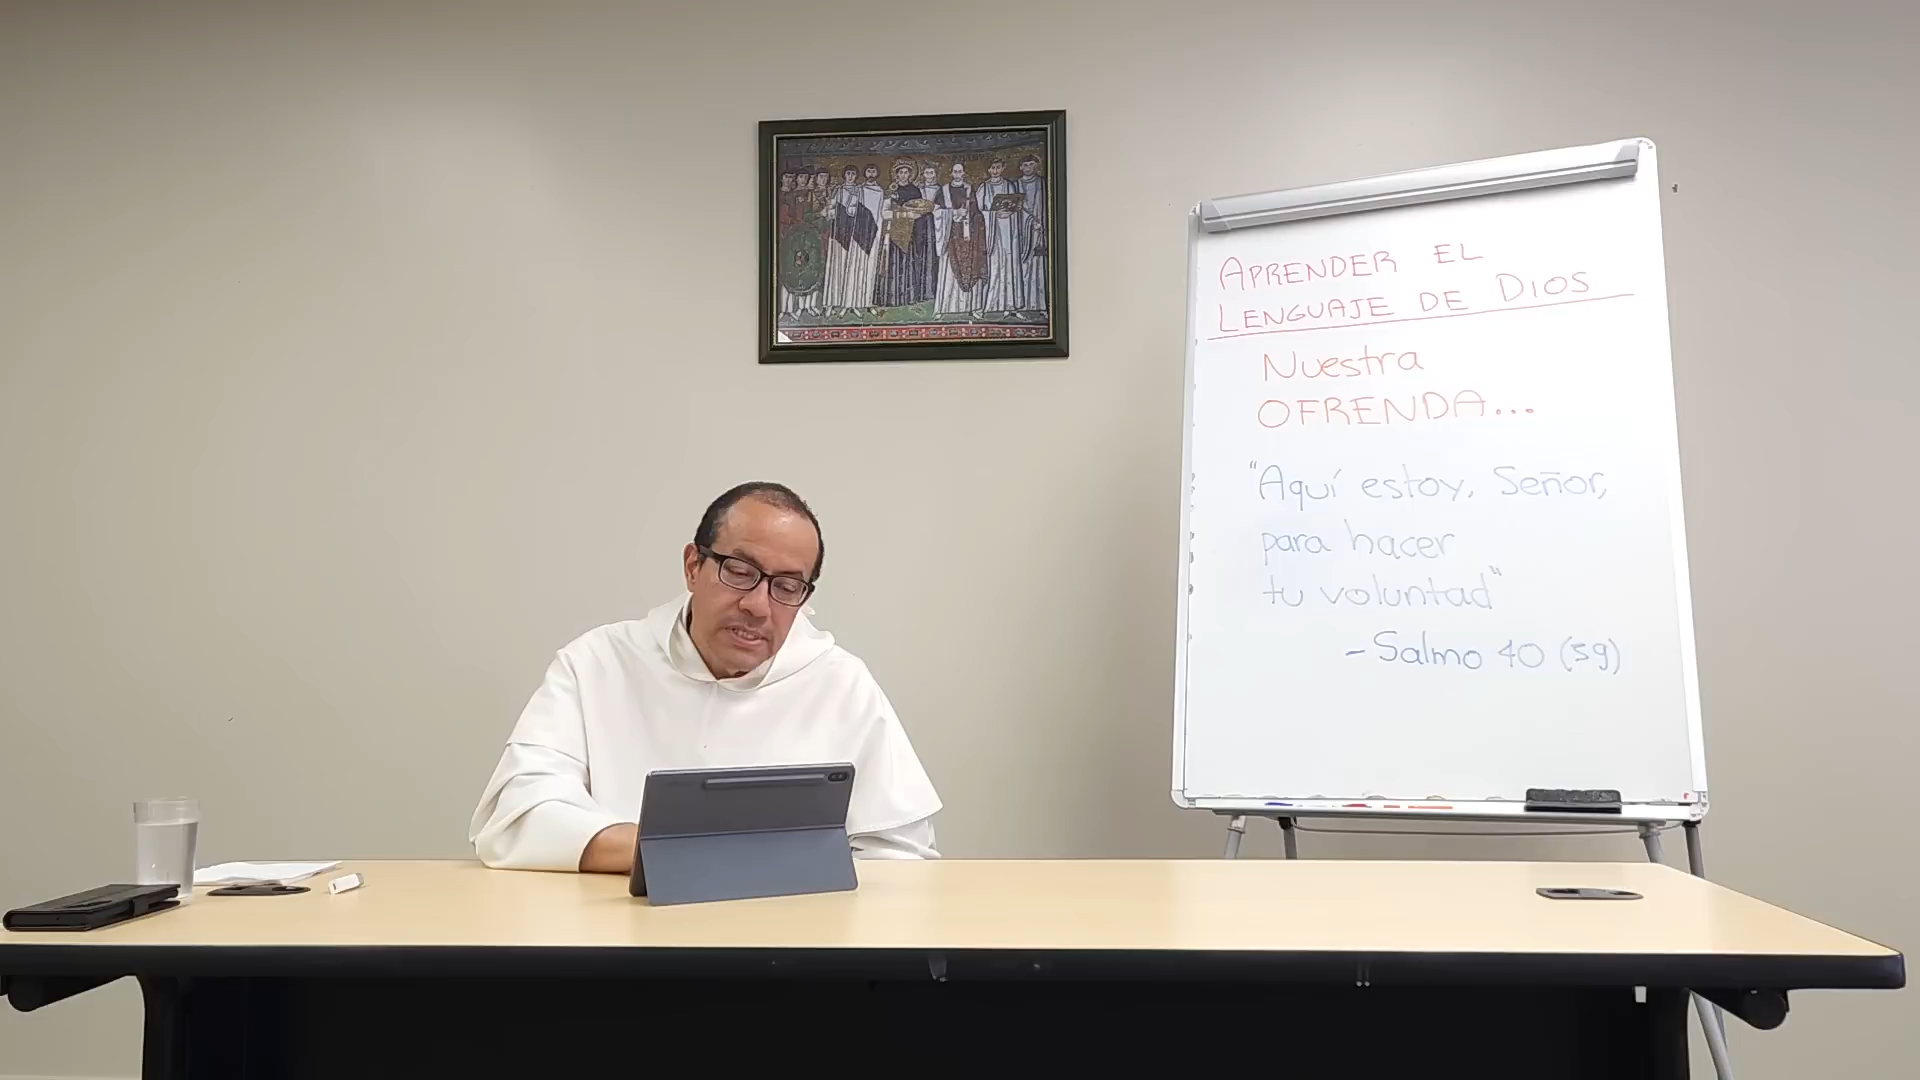 APRENDER EL
LENGUAJE DE DIOS
Nuestra
OFRENDA...
"Aquí estoy, Señor,
para hacer
tu voluntad"
- Salmo 40 (39)